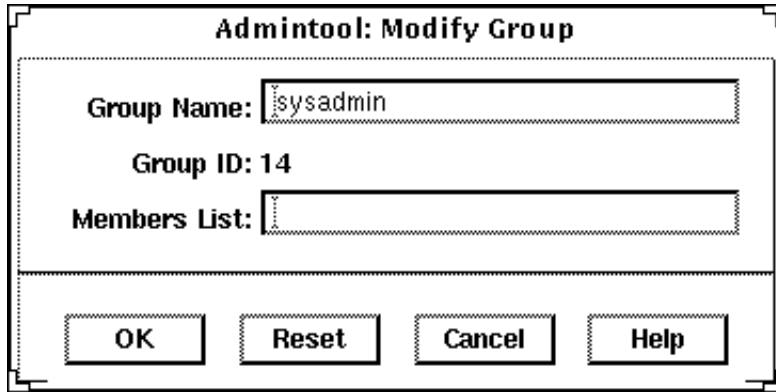 Admintool: Modify Group
Group Name: sysadmin
Group ID: 14
Members List:
OK Reset Cancel Help